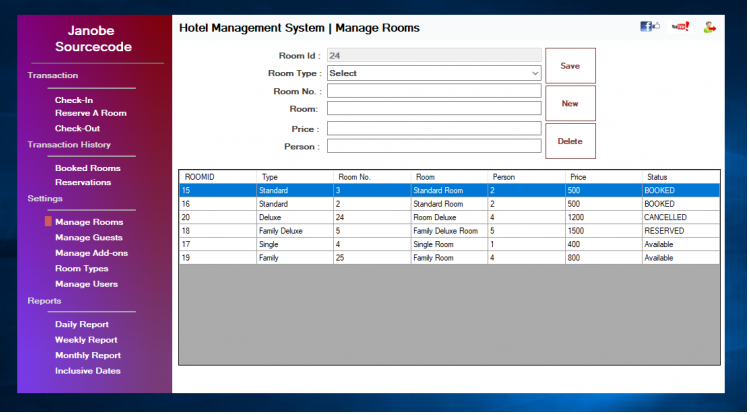 Janobe
Sourcecode
Transaction
Check-In
Reserve A Room
Check-Out
Transaction History
Booked Rooms
Reservations
Settings
Manage Rooms
Manage Guests
Manage Add-ons
Room Types
Manage Users
Reports
Daily Report
Weekly Report
Monthly Report
Inclusive Dates
Hotel Management System | Manage Rooms
Room Id : 24
Room Type : Select
Room No. :
Room:
Price :
Person :
Save
New
Delete
ROOMID Type Room No. Room Person Price Status
15 Standard 3 Standard Room 2 500 BOOKED
16 Standard 2 Standard Room 2 500 BOOKED
20 Deluxe 24 Room Deluxe 4 1200 CANCELLED
18 Family Deluxe 5 Family Deluxe Room 5 1500 RESERVED
17 Single 4 Single Room 1 400 Available
19 Family 25 Family Room 4 800 Available